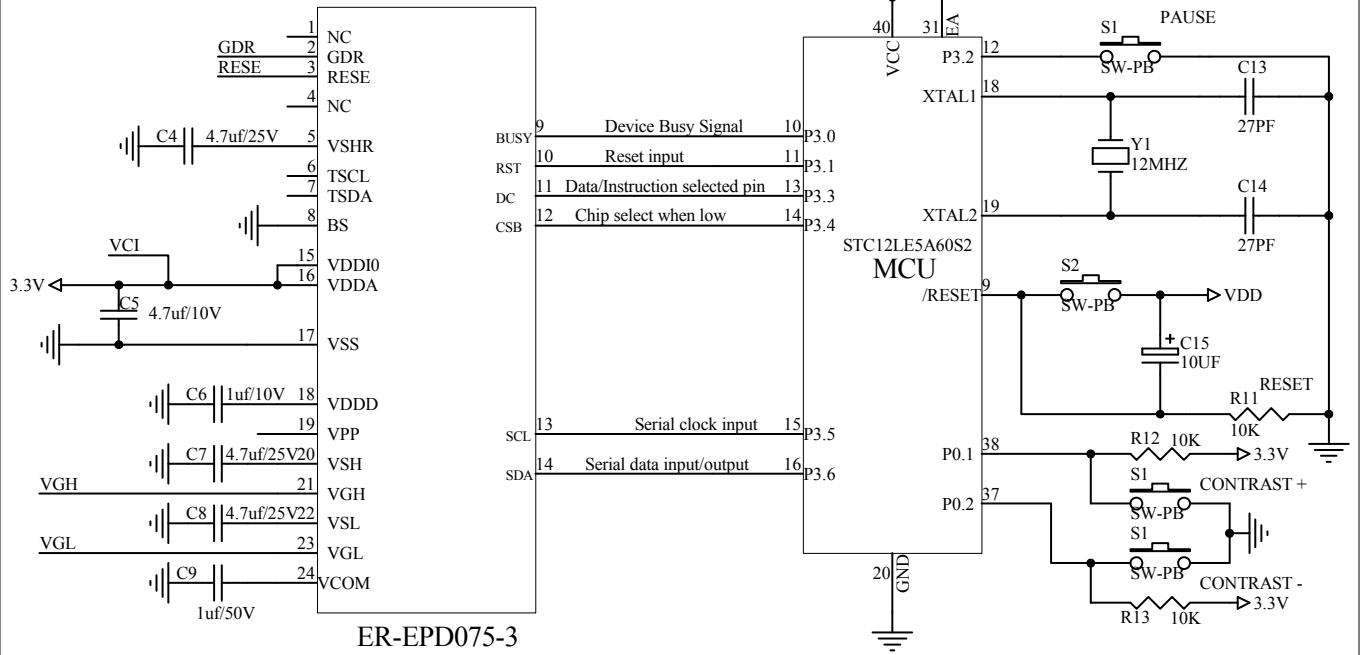 1 NC
GDR 2 GDR
RESE 3 RESE
4 NC
C4 4.7uf/25V 5 VSHR
6 TSCL
7 TSDA
8 BS
VCI
15 VDDI0
3.3V 16 VDDA
C5 4.7uf/10V
17 VSS
C6 1uf/10V 18 VDDD
19 VPP
C7 4.7uf/25V 20 VSH
VGH 21 VGH
C8 4.7uf/25V 22 VSL
VGL 23 VGL
C9 24 VCOM
1uf/50V
ER-EPD075-3
BUSY 9 Device Busy Signal 10 P3.0
RST 10 Reset input 11 P3.1
DC 11 Data/Instruction selected pin 13 P3.3
CSB 12 Chip select when low 14 P3.4
SCL 13 Serial clock input 15 P3.5
SDA 14 Serial data input/output 16 P3.6
40 VCC
31 EA
STC12LE5A60S2
MCU
20 GND
P3.2 12
S1 PAUSE
SW-PB
XTAL1 18
C13
27PF
Y1
12MHZ
XTAL2 19
C14
27PF
/RESET 9
S2
SW-PB
VDD
C15
+
10UF
RESET
R11
10K
P0.1 38
R12 10K 3.3V
S1 CONTRAST +
SW-PB
P0.2 37
S1
SW-PB
CONTRAST -
R13 10K 3.3V